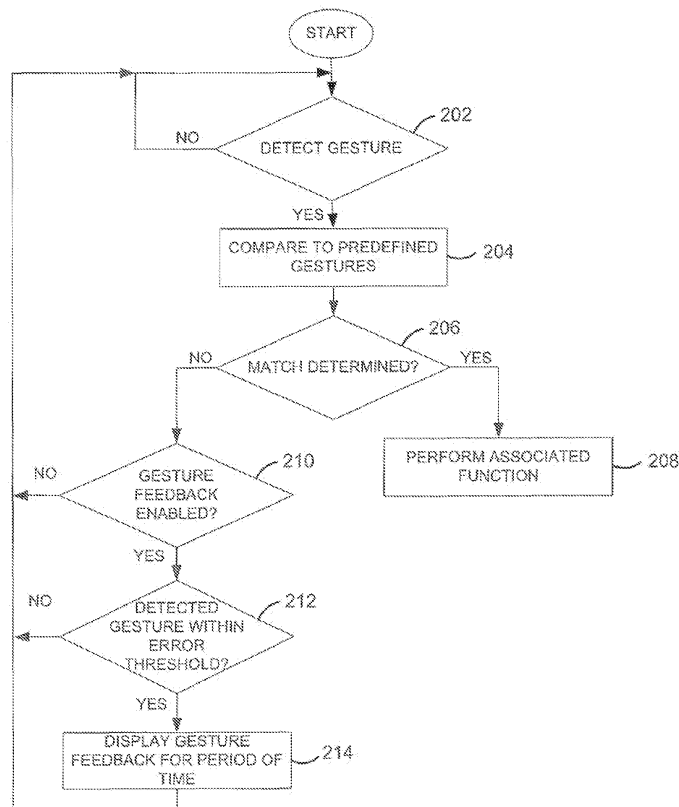 START
202
NO
DETECT GESTURE
YES
COMPARE TO PREDEFINED
GESTURES
204
206
NO
MATCH DETERMINED?
YES
210
NO
GESTURE
FEEDBACK
ENABLED?
PERFORM ASSOCIATED
FUNCTION
208
YES
212
NO
DETECTED
GESTURE WITHIN
ERROR
THRESHOLD?
YES
DISPLAY GESTURE
FEEDBACK FOR PERIOD OF
TIME
214